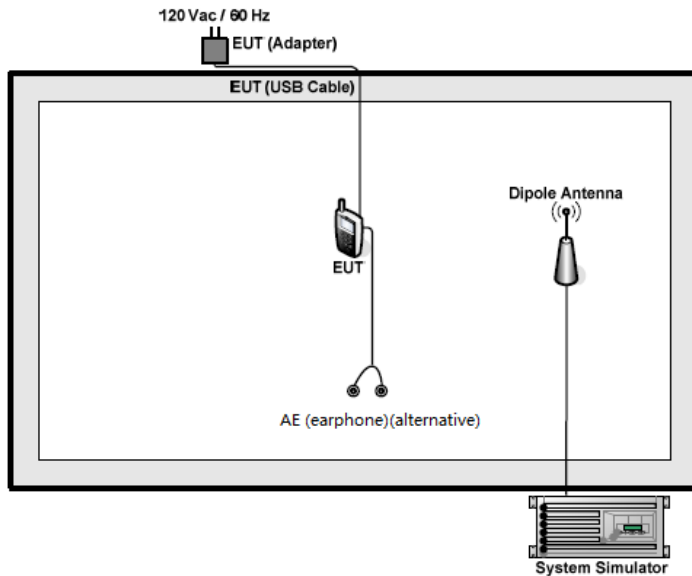 120 Vac / 60 Hz
EUT (Adapter)
EUT (USB Cable)
Dipole Antenna
EUT
AE (earphone)(alternative)
System Simulator